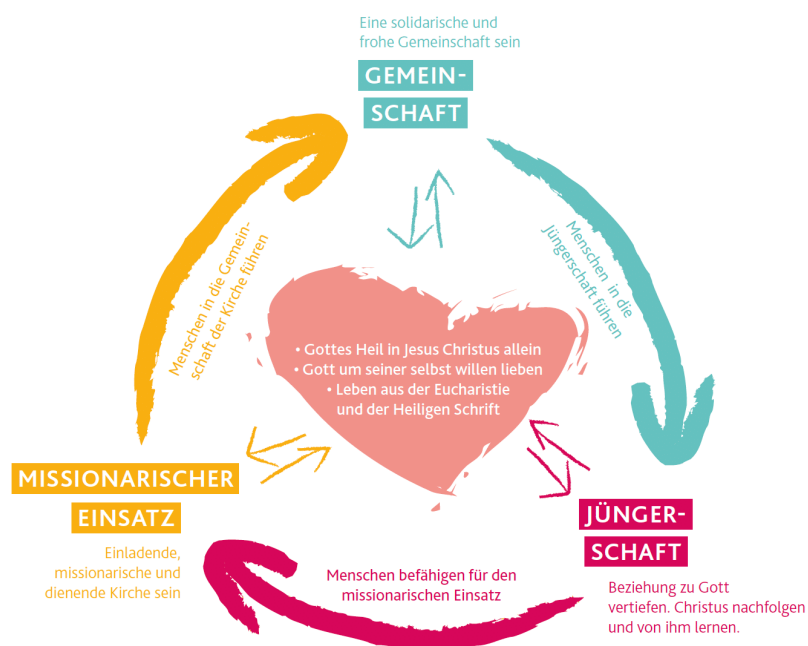 Eine solidarische und
frohe Gemeinschaft sein
GEMEIN-
SCHAFT
Menschen in die
Jüngerschaft führen
Menschen in die Gemein-
schaft der Kirche führen
• Gottes Heil in Jesus Christus allein
• Gott um seiner selbst willen lieben
• Leben aus der Eucharistie
und der Heiligen Schrift
MISSIONARISCHER
EINSATZ
Einladende,
missionarische und
dienende Kirche sein
JÜNGER-
SCHAFT
Beziehung zu Gott
vertiefen. Christus nachfolgen
und von ihm lernen.
Menschen befähigen für den
missionarischen Einsatz